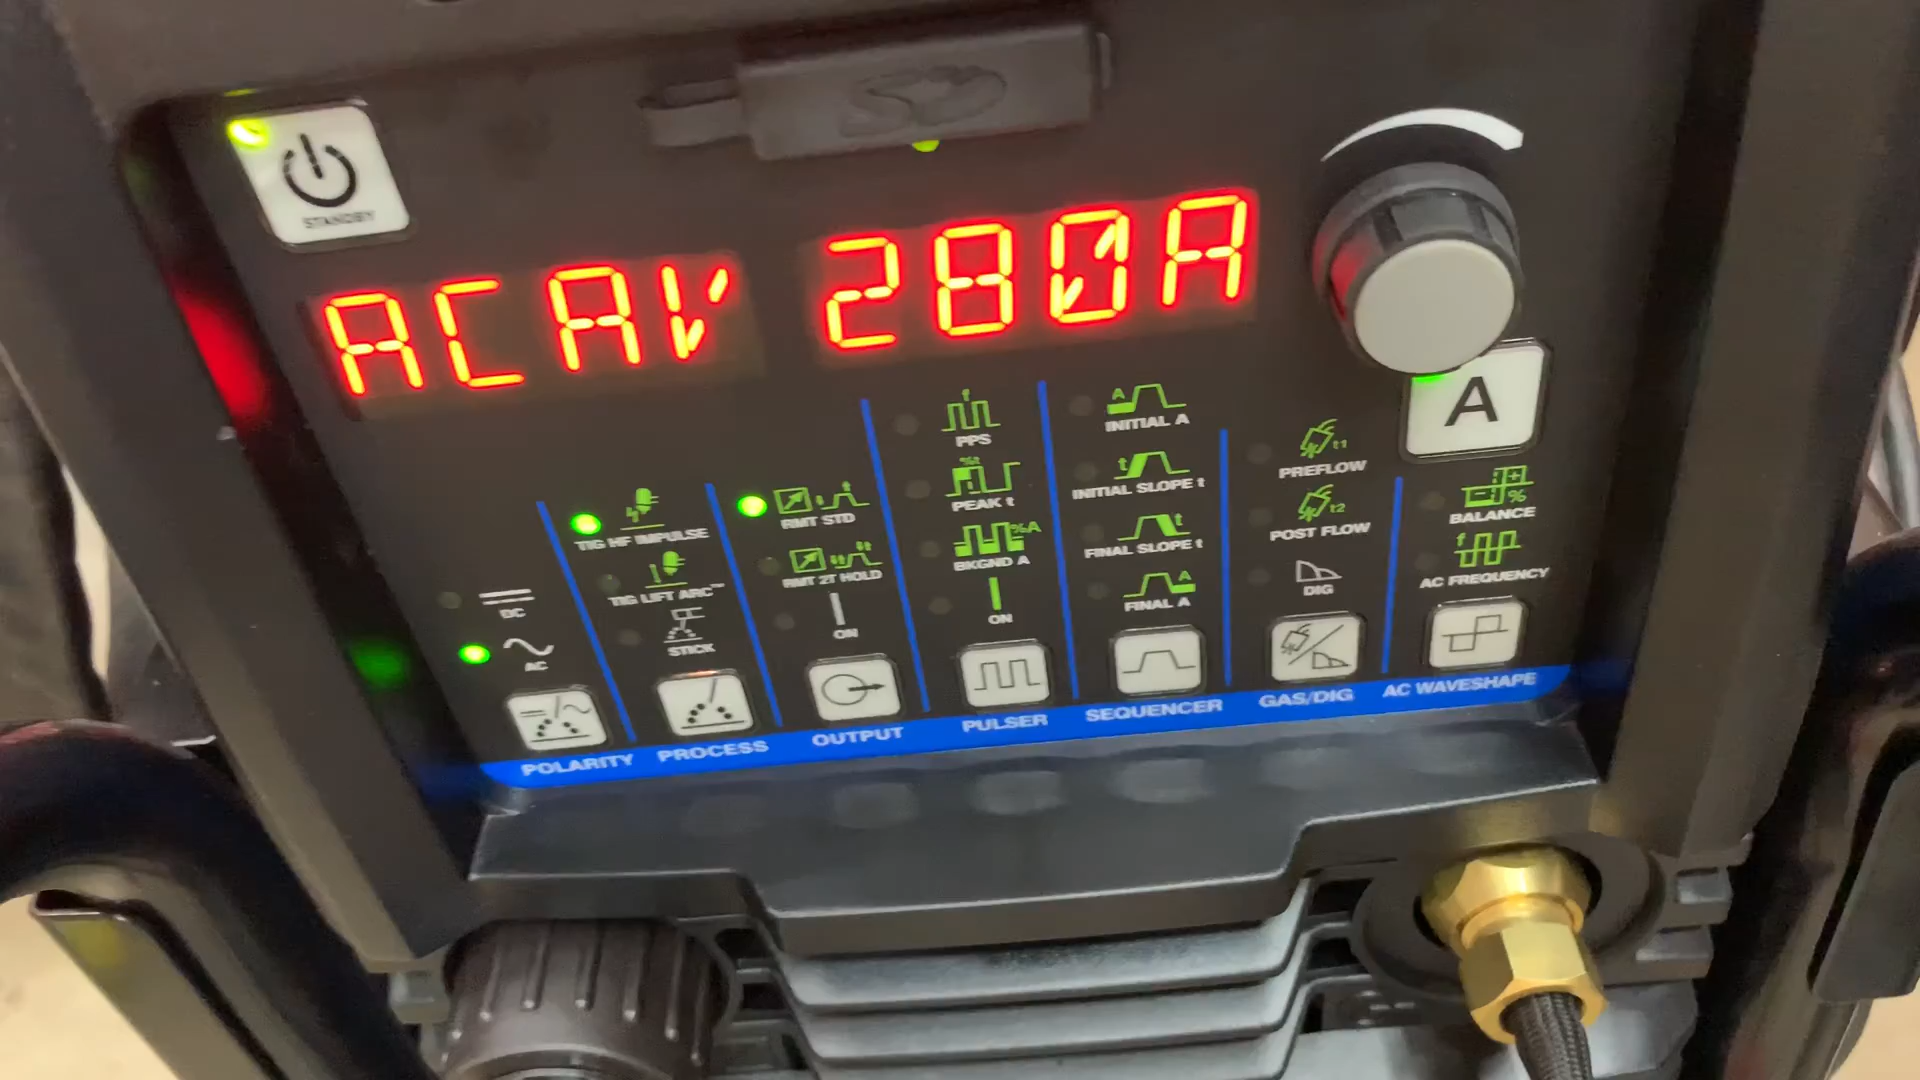 STANDBY
ACAV 280A
A
DC
AC
POLARITY
TIG HF IMPULSE
TIG LIFT ARC™
STICK
PROCESS
RMT STD
RMT 2T HOLD
ON
OUTPUT
f
PPS
%t
PEAK t
%A
BKGND A
ON
PULSER
A
INITIAL A
t
INITIAL SLOPE t
t
FINAL SLOPE t
A
FINAL A
SEQUENCER
t1
PREFLOW
t2
POST FLOW
DIG
GAS/DIG
%
BALANCE
f
AC FREQUENCY
AC WAVESHAPE